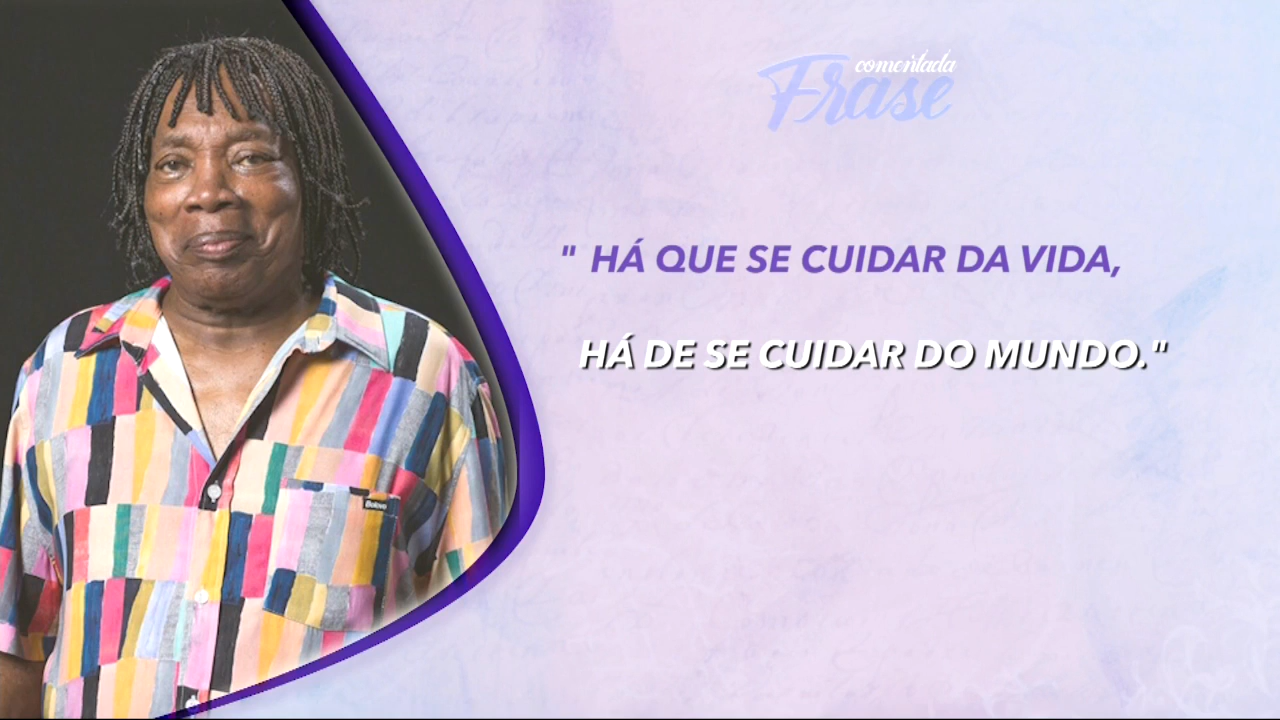 comentada
Frase
" HÁ QUE SE CUIDAR DA VIDA,
HÁ DE SE CUIDAR DO MUNDO."